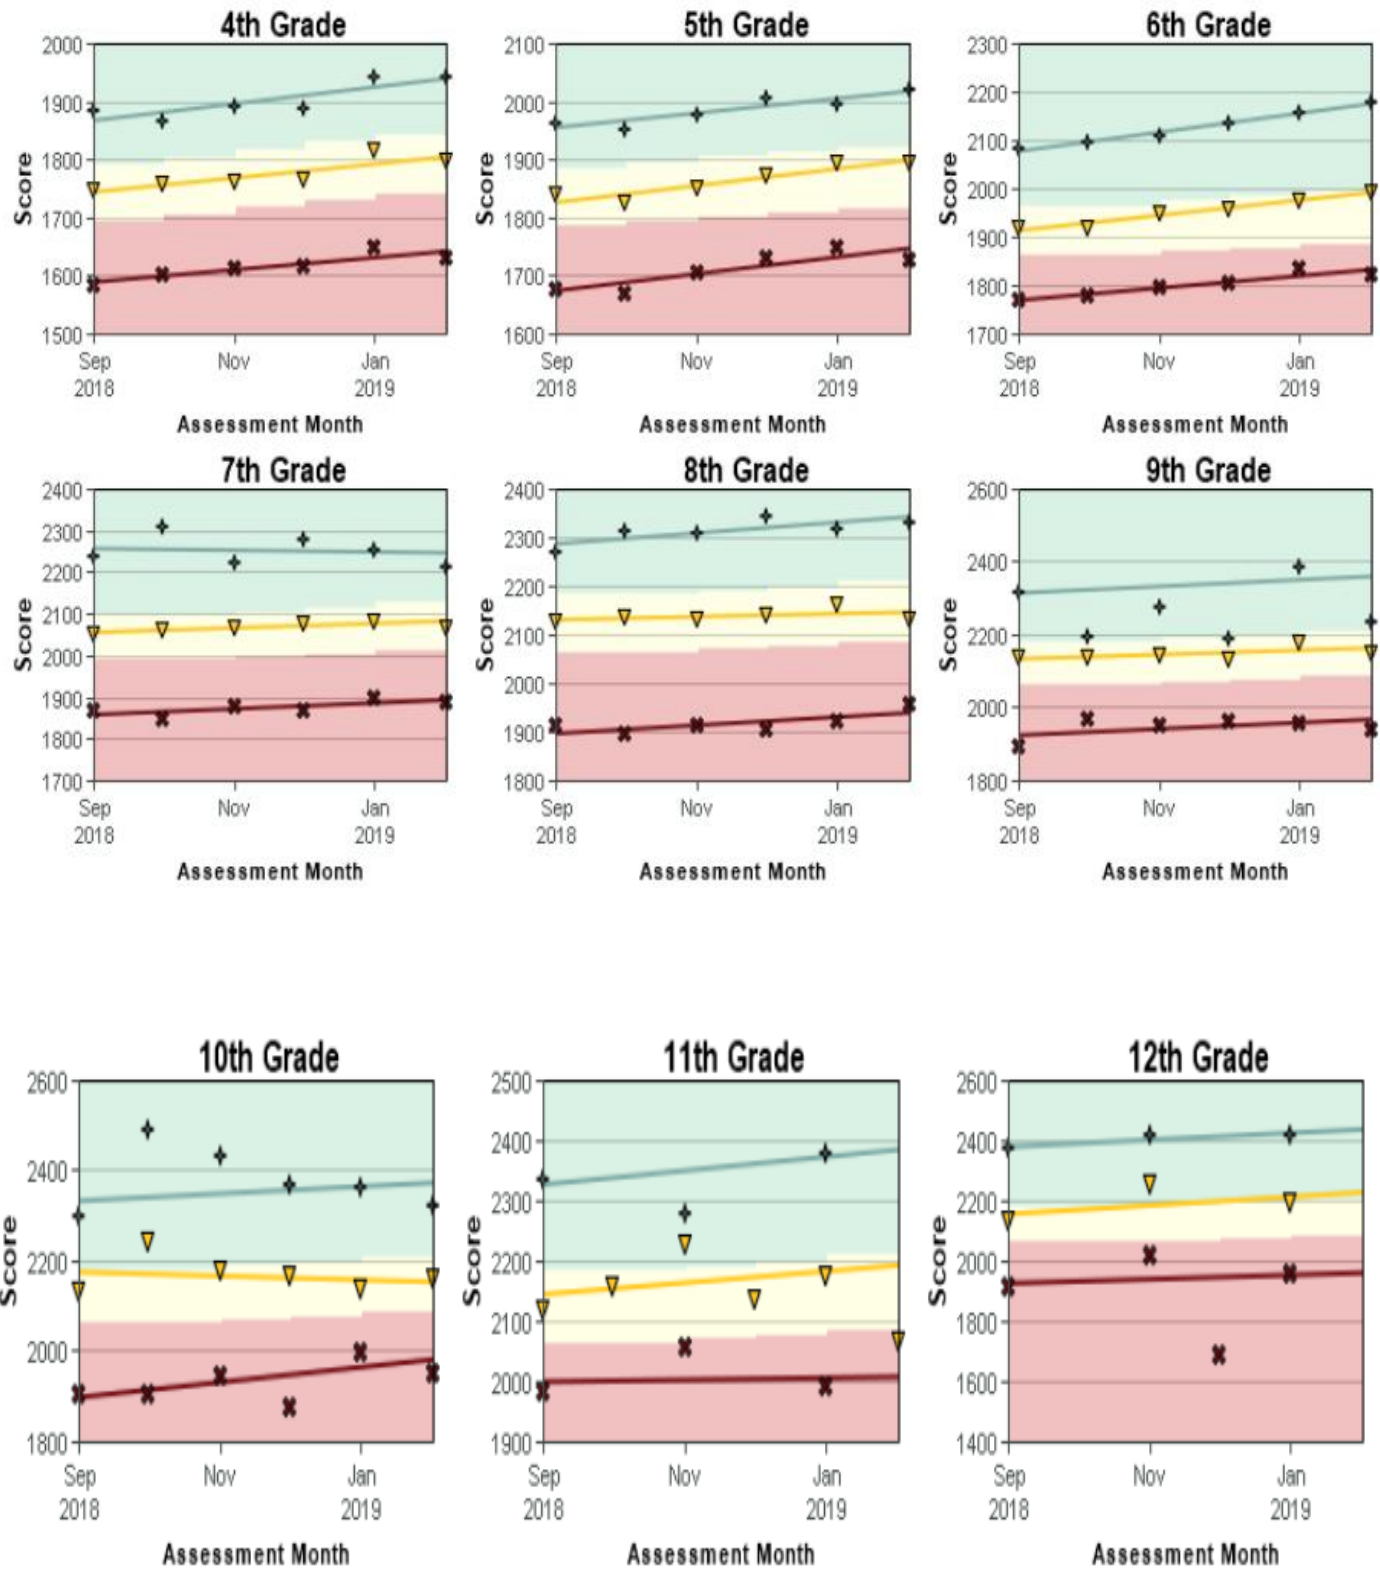 4th Grade
2000
1900
1800
1700
1600
1500
Score
Sep
2018
Nov
Jan
2019
Assessment Month
5th Grade
2100
2000
1900
1800
1700
1600
Score
Sep
2018
Nov
Jan
2019
Assessment Month
6th Grade
2300
2200
2100
2000
1900
1800
1700
Score
Sep
2018
Nov
Jan
2019
Assessment Month
7th Grade
2400
2300
2200
2100
2000
1900
1800
1700
Score
Sep
2018
Nov
Jan
2019
Assessment Month
8th Grade
2400
2300
2200
2100
2000
1900
1800
Score
Sep
2018
Nov
Jan
2019
Assessment Month
9th Grade
2600
2400
2200
2000
1800
Score
Sep
2018
Nov
Jan
2019
Assessment Month
10th Grade
2600
2400
2200
2000
1800
Score
Sep
2018
Nov
Jan
2019
Assessment Month
11th Grade
2500
2400
2300
2200
2100
2000
1900
Score
Sep
2018
Nov
Jan
2019
Assessment Month
12th Grade
2600
2400
2200
2000
1800
1600
1400
Score
Sep
2018
Nov
Jan
2019
Assessment Month